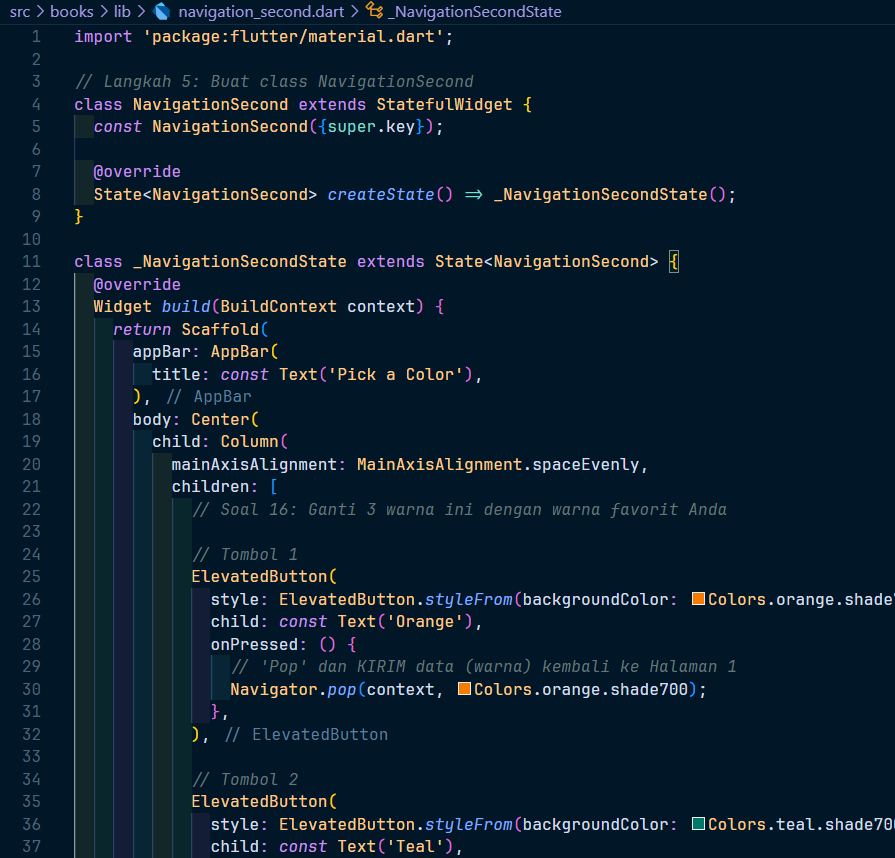 src > books > lib > navigation_second.dart > _NavigationSecondState
1 import 'package:flutter/material.dart';
2
3 // Langkah 5: Buat class NavigationSecond
4 class NavigationSecond extends StatefulWidget {
5   const NavigationSecond({super.key});
6
7   @override
8   State<NavigationSecond> createState() => _NavigationSecondState();
9 }
10
11 class _NavigationSecondState extends State<NavigationSecond> {
12   @override
13   Widget build(BuildContext context) {
14     return Scaffold(
15       appBar: AppBar(
16         title: const Text('Pick a Color'),
17       ), // AppBar
18       body: Center(
19         child: Column(
20           mainAxisAlignment: MainAxisAlignment.spaceEvenly,
21           children: [
22             // Soal 16: Ganti 3 warna ini dengan warna favorit Anda
23
24             // Tombol 1
25             ElevatedButton(
26               style: ElevatedButton.styleFrom(backgroundColor: Colors.orange.shade
27               child: const Text('Orange'),
28               onPressed: () {
29                 // 'Pop' dan KIRIM data (warna) kembali ke Halaman 1
30                 Navigator.pop(context, Colors.orange.shade700);
31               },
32             ), // ElevatedButton
33
34             // Tombol 2
35             ElevatedButton(
36               style: ElevatedButton.styleFrom(backgroundColor: Colors.teal.shade700
37               child: const Text('Teal'),